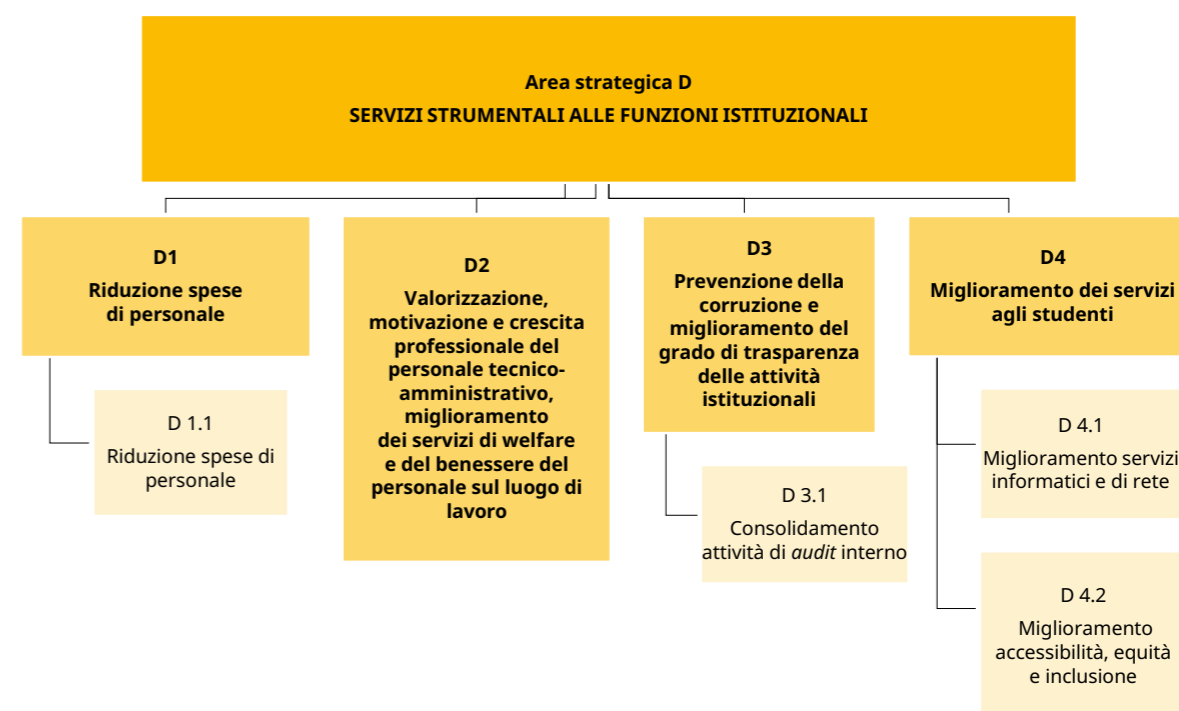 Area strategica D
SERVIZI STRUMENTALI ALLE FUNZIONI ISTITUZIONALI
D1
Riduzione spese
di personale
D 1.1
Riduzione spese di
personale
D2
Valorizzazione,
motivazione e crescita
professionale del
personale tecnico-
amministrativo,
miglioramento
dei servizi di welfare
e del benessere del
personale sul luogo di
lavoro
D3
Prevenzione della
corruzione e
miglioramento del
grado di trasparenza
delle attività
istituzionali
D 3.1
Consolidamento
attività di audit interno
D4
Miglioramento dei servizi
agli studenti
D 4.1
Miglioramento servizi
informatici e di rete
D 4.2
Miglioramento
accessibilità, equità
e inclusione